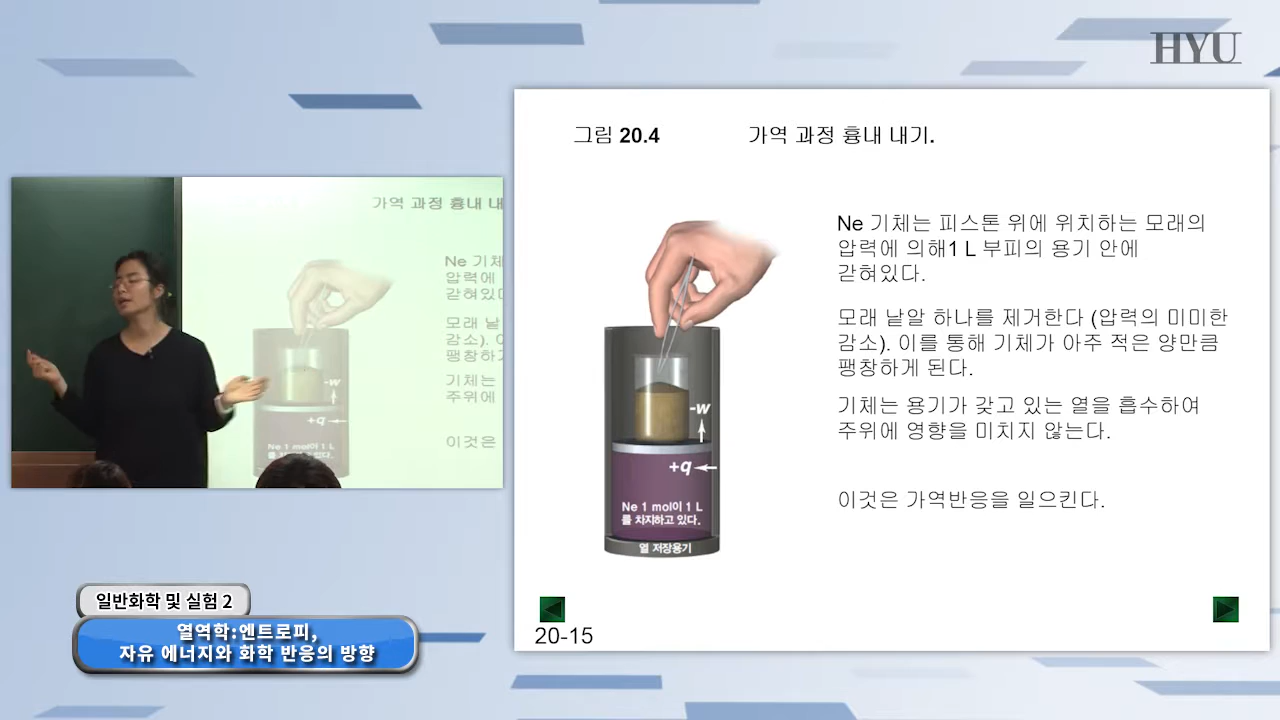 HYU
그림 20.4 가역 과정 흉내 내기.
Ne 기체는 피스톤 위에 위치하는 모래의
압력에 의해1 L 부피의 용기 안에
갇혀있다.
모래 낱알 하나를 제거한다 (압력의 미미한
감소). 이를 통해 기체가 아주 적은 양만큼
팽창하게 된다.
기체는 용기가 갖고 있는 열을 흡수하여
주위에 영향을 미치지 않는다.
이것은 가역반응을 일으킨다.
-w
+q
Ne 1 mol이 1 L
를 차지하고 있다.
열 저장용기
20-15
가역 과정 흉내 내
Ne 기체
압력에
갇혀있다
모래 낱
감소). 이
팽창하게
기체는
주위에
이것은
-w
+q
Ne 1 mol이 1 L
일반화학 및 실험 2
열역학:엔트로피,
자유 에너지와 화학 반응의 방향